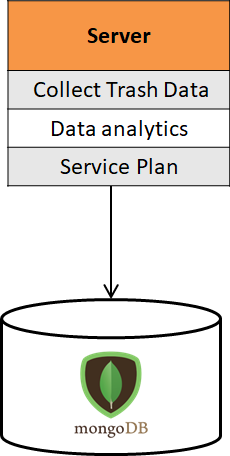 Server
Collect Trash Data
Data analytics
Service Plan
mongoDB